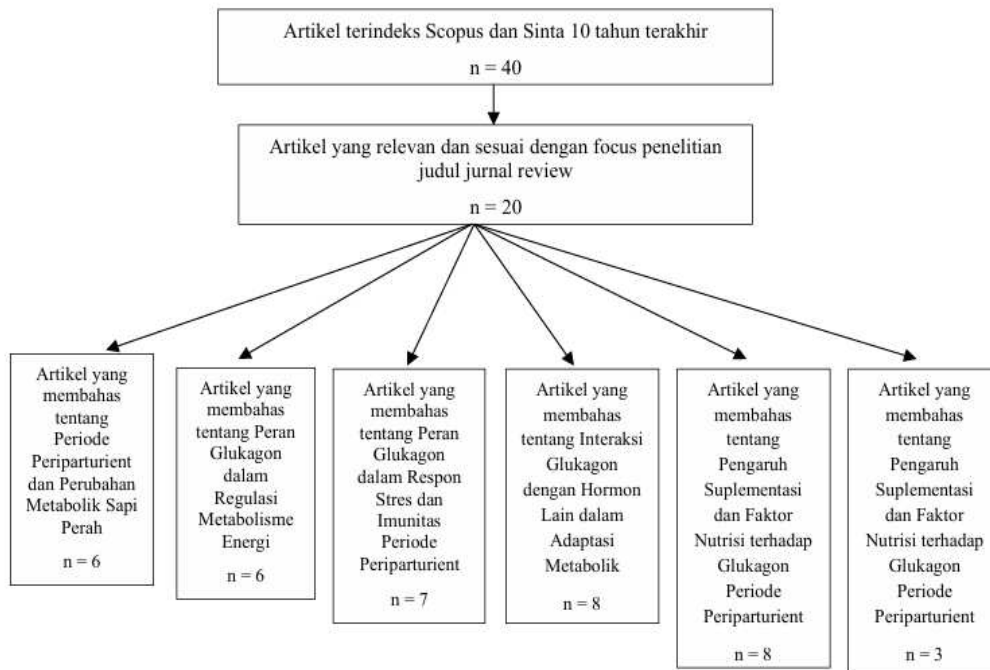 Artikel terindeks Scopus dan Sinta 10 tahun terakhir
n = 40
Artikel yang relevan dan sesuai dengan focus penelitian
judul jurnal review
n = 20
Artikel yang
membahas
tentang
Periode
Periparturient
dan Perubahan
Metabolik Sapi
Perah
n = 6
Artikel yang
membahas
tentang Peran
Glukagon
dalam
Regulasi
Metabolisme
Energi
n = 6
Artikel yang
membahas
tentang Peran
Glukagon
dalam Respon
Stres dan
Imunitas
Periode
Periparturient
n = 7
Artikel yang
membahas
tentang Interaksi
Glukagon
dengan Hormon
Lain dalam
Adaptasi
Metabolik
n = 8
Artikel yang
membahas
tentang
Pengaruh
Suplementasi
dan Faktor
Nutrisi terhadap
Glukagon
Periode
Periparturient
n = 8
Artikel yang
membahas
tentang
Pengaruh
Suplementasi
dan Faktor
Nutrisi terhadap
Glukagon
Periode
Periparturient
n = 3